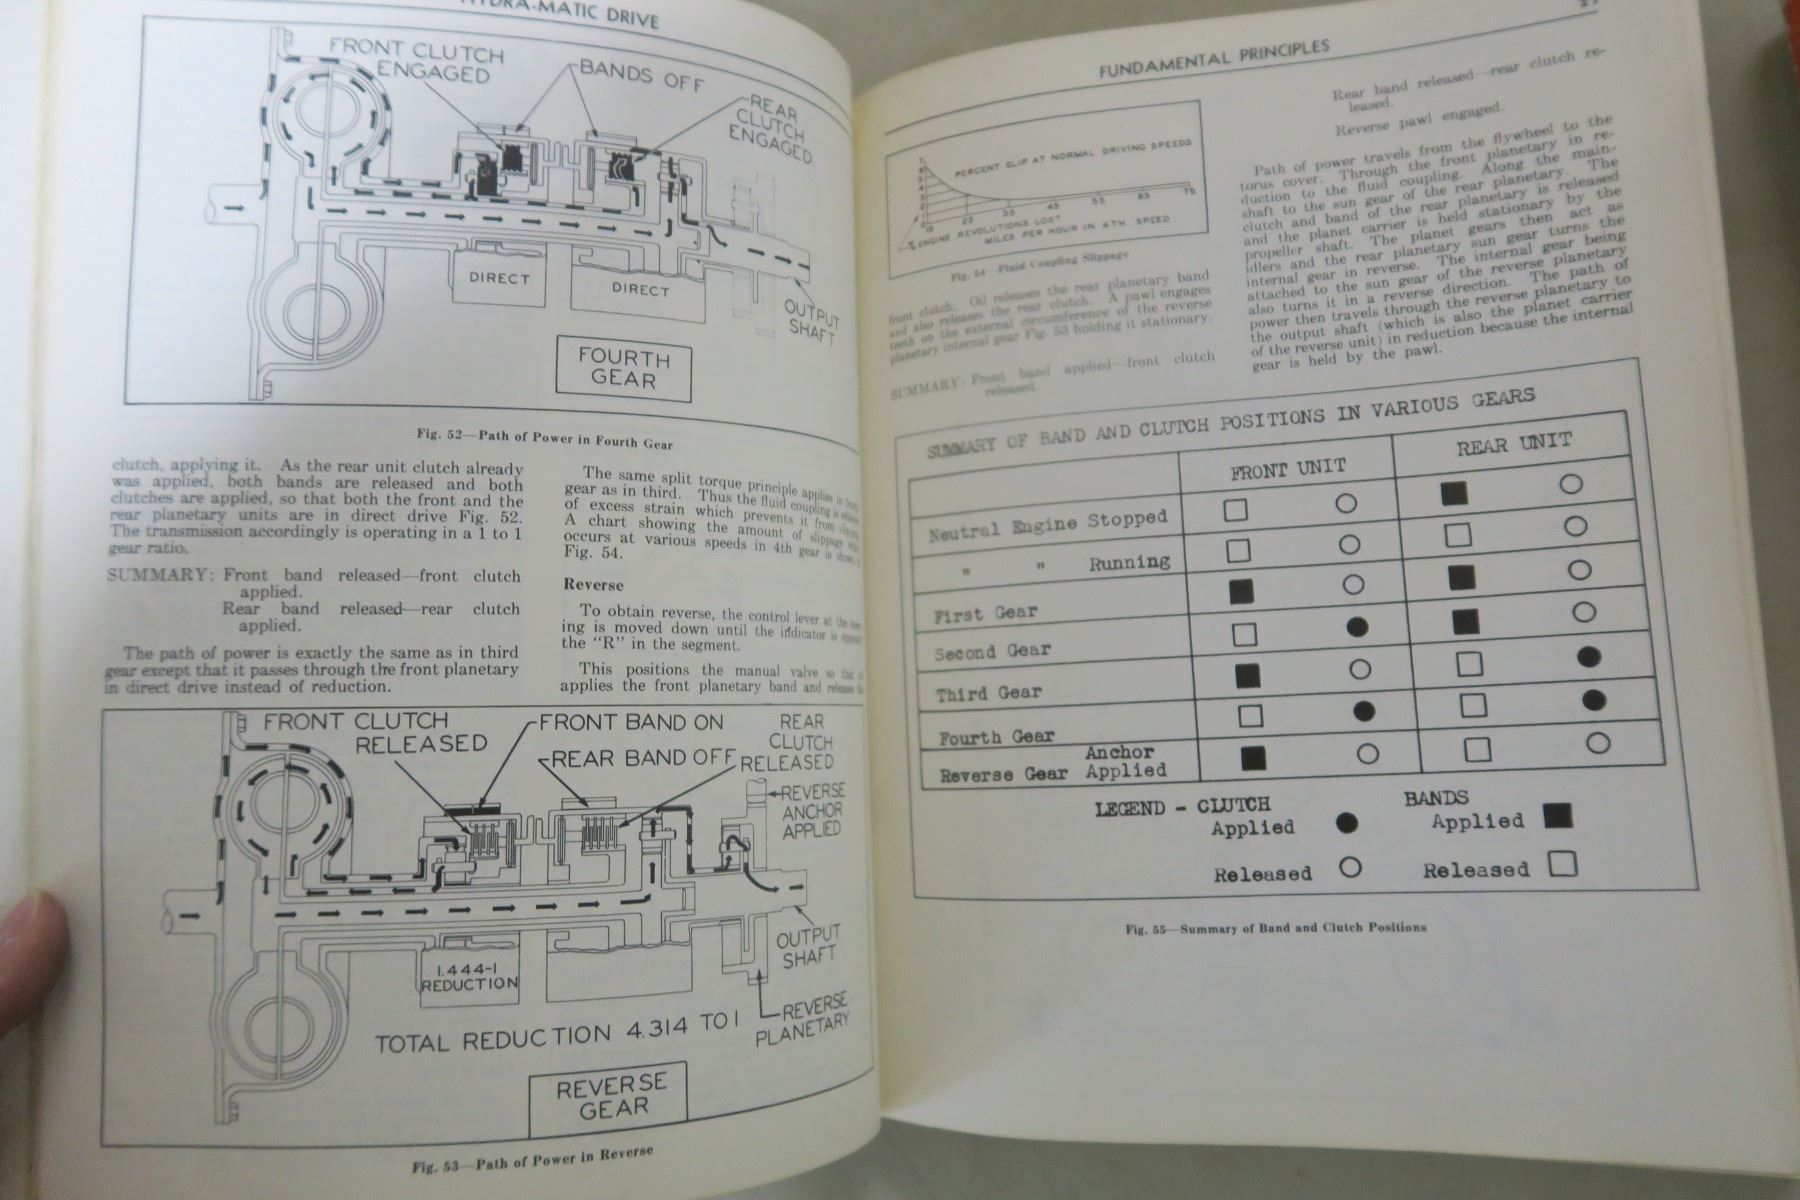 HYDRA-MATIC DRIVE
FRONT CLUTCH
ENGAGED
BANDS OFF
REAR
CLUTCH
ENGAGED
DIRECT
DIRECT
OUTPUT
SHAFT
FOURTH
GEAR
Fig. 52—Path of Power in Fourth Gear
clutch, applying it. As the rear unit clutch already
was applied, both bands are released and both
clutches are applied, so that both the front and the
rear planetary units are in direct drive Fig. 52.
The transmission accordingly is operating in a 1 to 1
gear ratio.
SUMMARY: Front band released—front clutch
applied.
Rear band released—rear clutch
applied.
The path of power is exactly the same as in third
gear except that it passes through the front planetary
in direct drive instead of reduction.
The same split torque principle applies in
gear as in third. Thus the fluid coupling is
of excess strain which prevents it from
A chart showing the amount of slippage
occurs at various speeds in 4th gear is
Fig. 54.
Reverse
To obtain reverse, the control lever at the
ing is moved down until the indicator is
the "R" in the segment.
This positions the manual valve so that
applies the front planetary band and releases
FRONT CLUTCH
RELEASED
FRONT BAND ON
REAR BAND OFF
REAR
CLUTCH
RELEASED
REVERSE
ANCHOR
APPLIED
1.444-1
REDUCTION
OUTPUT
SHAFT
REVERSE
PLANETARY
TOTAL REDUCTION 4.314 TO 1
REVERSE
GEAR
Fig. 53—Path of Power in Reverse
FUNDAMENTAL PRINCIPLES
PERCENT SLIP AT NORMAL DRIVING SPEEDS
15 25 35 45 55 65 75
% ENGINE REVOLUTIONS LOST
MILES PER HOUR IN 4TH SPEED
Fig. 54—Fluid Coupling Slippage
front clutch. Oil releases the rear planetary band
and also releases the rear clutch. A pawl engages
teeth on the external circumference of the reverse
planetary internal gear Fig. 53 holding it stationary.
SUMMARY: Front band applied—front clutch
released.
Rear band released—rear clutch re-
leased.
Reverse pawl engaged.
Path of power travels from the flywheel to the
torus cover. Through the front planetary in re-
duction to the fluid coupling. Along the main-
shaft to the sun gear of the rear planetary. The
clutch and band of the rear planetary is released
and the planet carrier is held stationary by the
propeller shaft. The planet gears then act as
idlers and the rear planetary sun gear turns the
internal gear in reverse. The internal gear being
attached to the sun gear of the reverse planetary
also turns it in a reverse direction. The path of
power then travels through the reverse planetary to
the output shaft (which is also the planet carrier
of the reverse unit) in reduction because the internal
gear is held by the pawl.
SUMMARY OF BAND AND CLUTCH POSITIONS IN VARIOUS GEARS
FRONT UNIT REAR UNIT
Neutral Engine Stopped
" " Running
First Gear
Second Gear
Third Gear
Fourth Gear
Reverse Gear Anchor Applied
LEGEND - CLUTCH BANDS
Applied Applied
Released Released
Fig. 55—Summary of Band and Clutch Positions